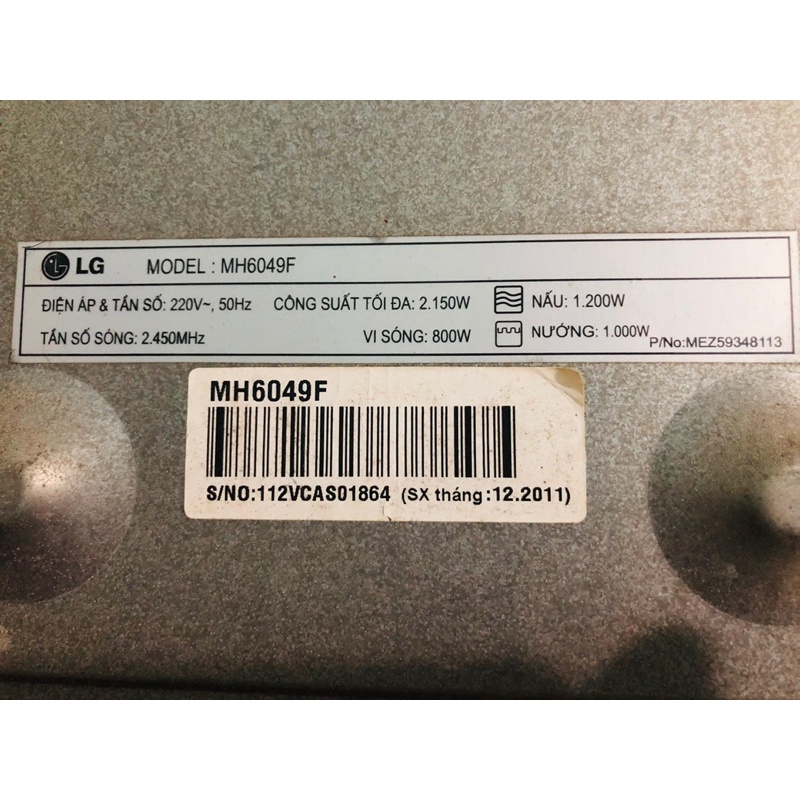 LG MODEL : MH6049F
ĐIỆN ÁP & TẦN SỐ: 220V~, 50Hz CÔNG SUẤT TỐI ĐA: 2.150W NẤU: 1.200W
TẦN SỐ SÓNG: 2.450MHz VI SÓNG: 800W NƯỚNG: 1.000W P/No:MEZ59348113
MH6049F
S/NO:112VCAS01864 (SX tháng:12.2011)